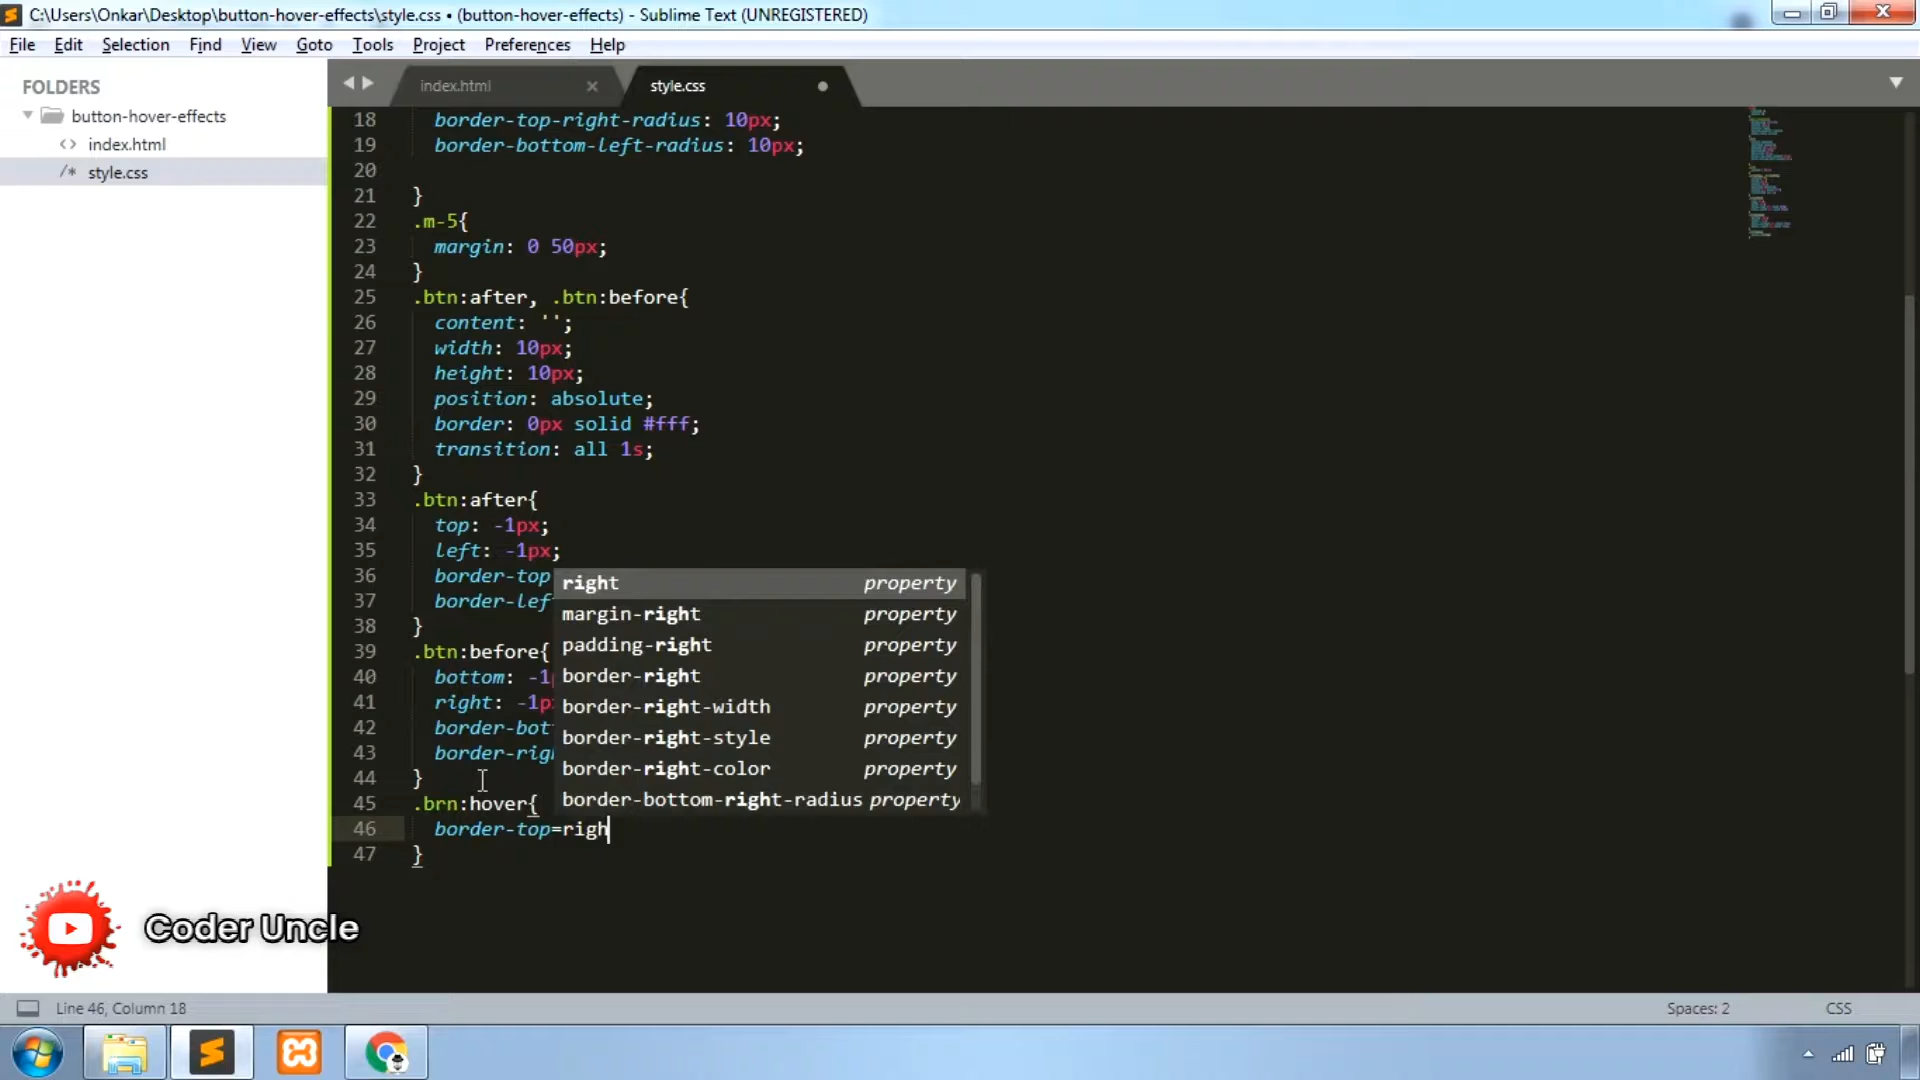 C:\Users\Onkar\Desktop\button-hover-effects\style.css • (button-hover-effects) - Sublime Text (UNREGISTERED)
File Edit Selection Find View Goto Tools Project Preferences Help
FOLDERS
button-hover-effects
<> index.html
/* style.css
index.html
style.css
18 border-top-right-radius: 10px;
19 border-bottom-left-radius: 10px;
20
21 }
22 .m-5{
23 margin: 0 50px;
24 }
25 .btn:after, .btn:before{
26 content: '';
27 width: 10px;
28 height: 10px;
29 position: absolute;
30 border: 0px solid #fff;
31 transition: all 1s;
32 }
33 .btn:after{
34 top: -1px;
35 left: -1px;
36 border-top
37 border-lef
38 }
39 .btn:before{
40 bottom: -1
41 right: -1px
42 border-bot
43 border-righ
44 }
45 .brn:hover{
46 border-top=righ
47 }
right property
margin-right property
padding-right property
border-right property
border-right-width property
border-right-style property
border-right-color property
border-bottom-right-radius property
Coder Uncle
Line 46, Column 18
Spaces: 2
CSS